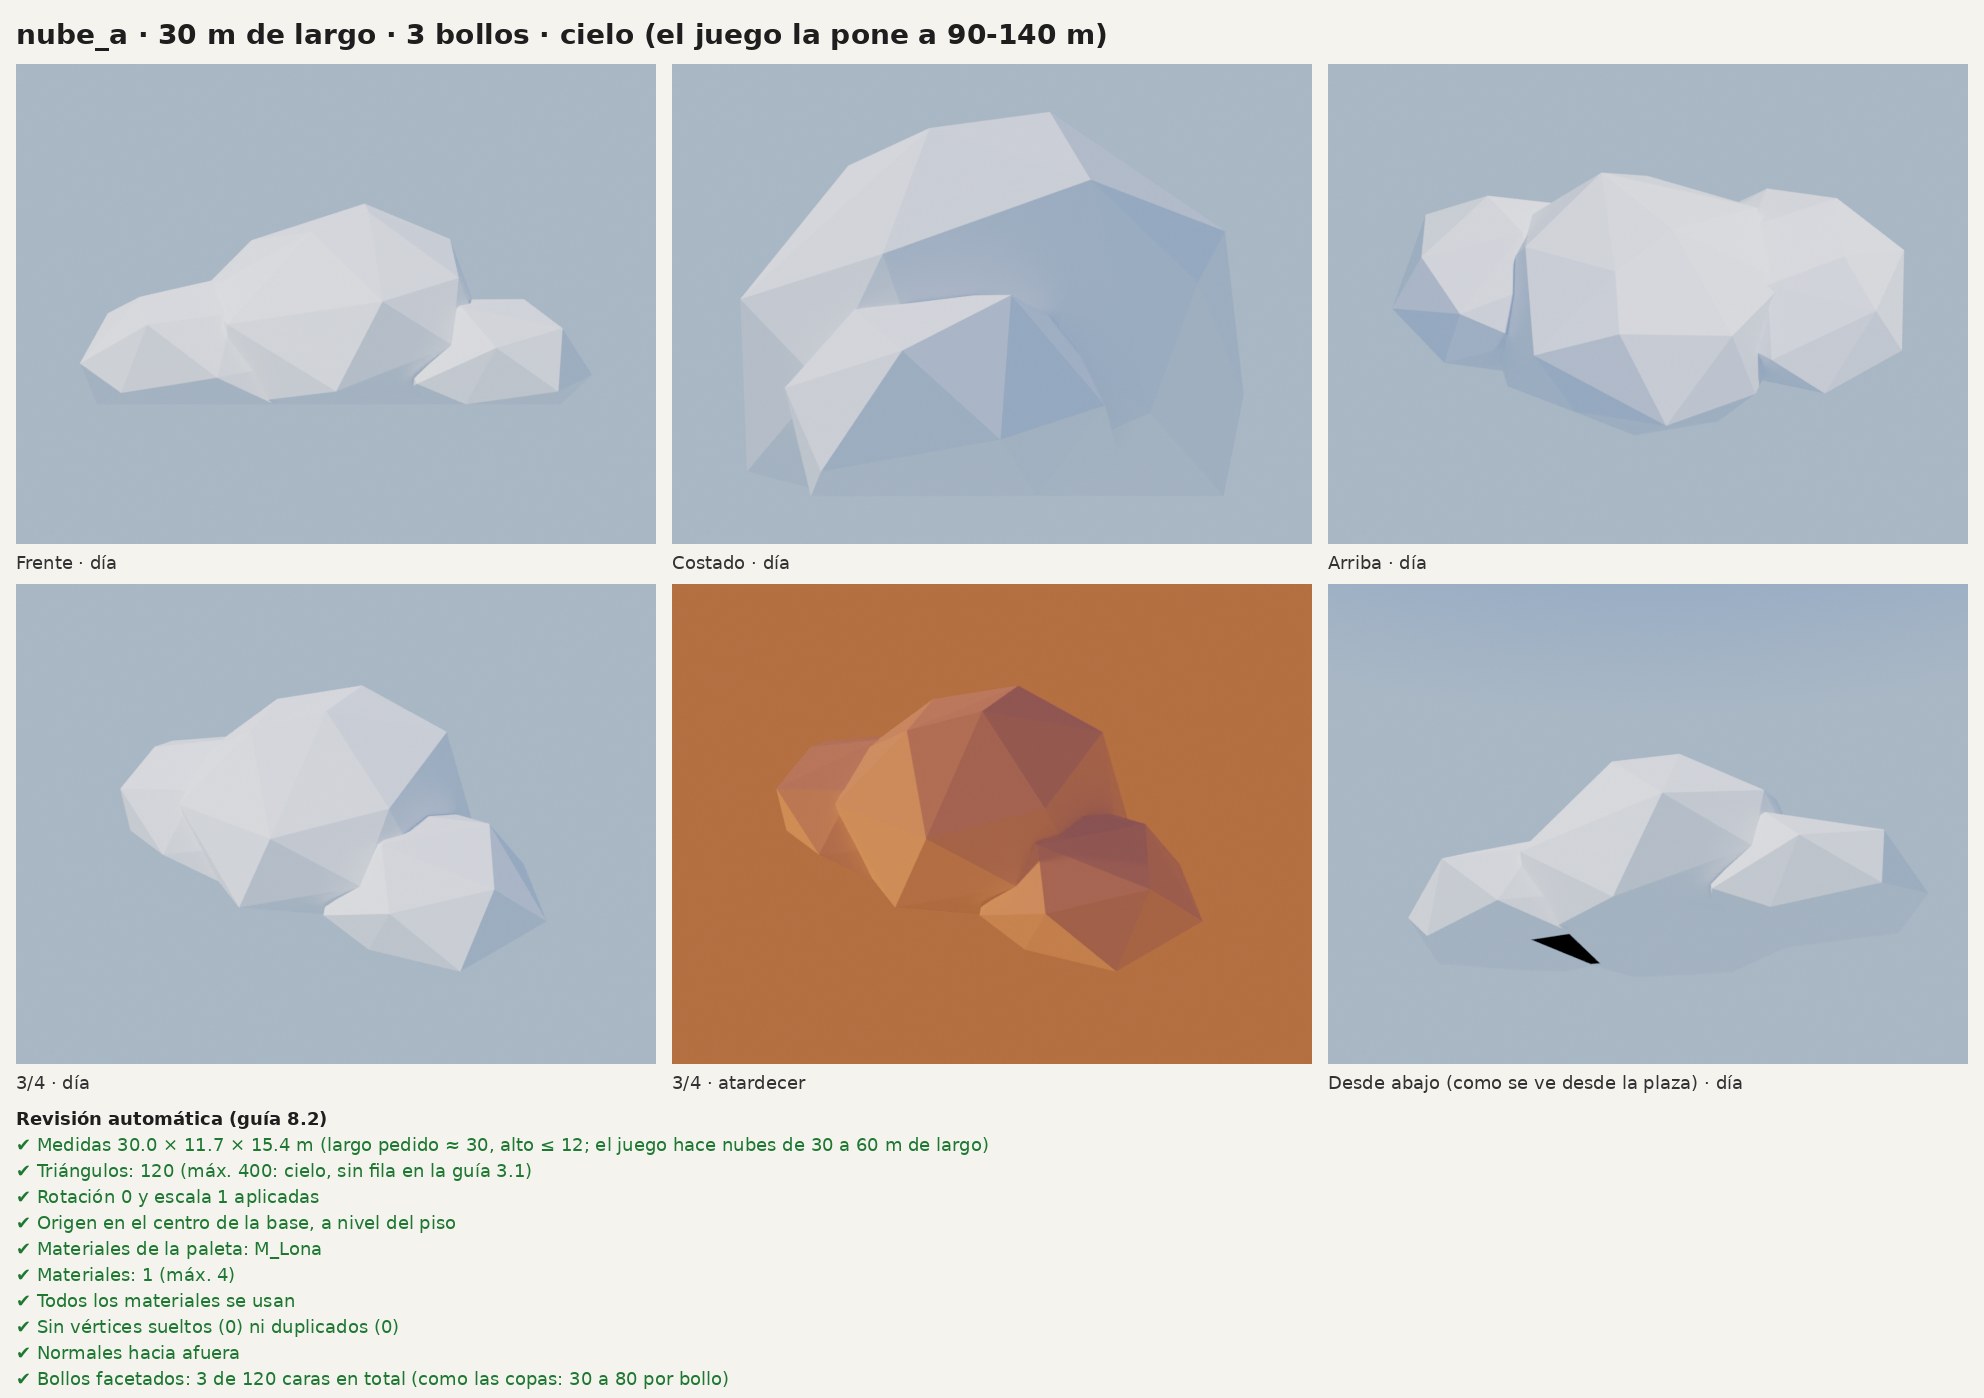 nube_a · 30 m de largo · 3 bollos · cielo (el juego la pone a 90-140 m)
Frente · día
Costado · día
Arriba · día
3/4 · día
3/4 · atardecer
Desde abajo (como se ve desde la plaza) · día
Revisión automática (guía 8.2)
✔ Medidas 30.0 × 11.7 × 15.4 m (largo pedido ≈ 30, alto ≤ 12; el juego hace nubes de 30 a 60 m de largo)
✔ Triángulos: 120 (máx. 400: cielo, sin fila en la guía 3.1)
✔ Rotación 0 y escala 1 aplicadas
✔ Origen en el centro de la base, a nivel del piso
✔ Materiales de la paleta: M_Lona
✔ Materiales: 1 (máx. 4)
✔ Todos los materiales se usan
✔ Sin vértices sueltos (0) ni duplicados (0)
✔ Normales hacia afuera
✔ Bollos facetados: 3 de 120 caras en total (como las copas: 30 a 80 por bollo)